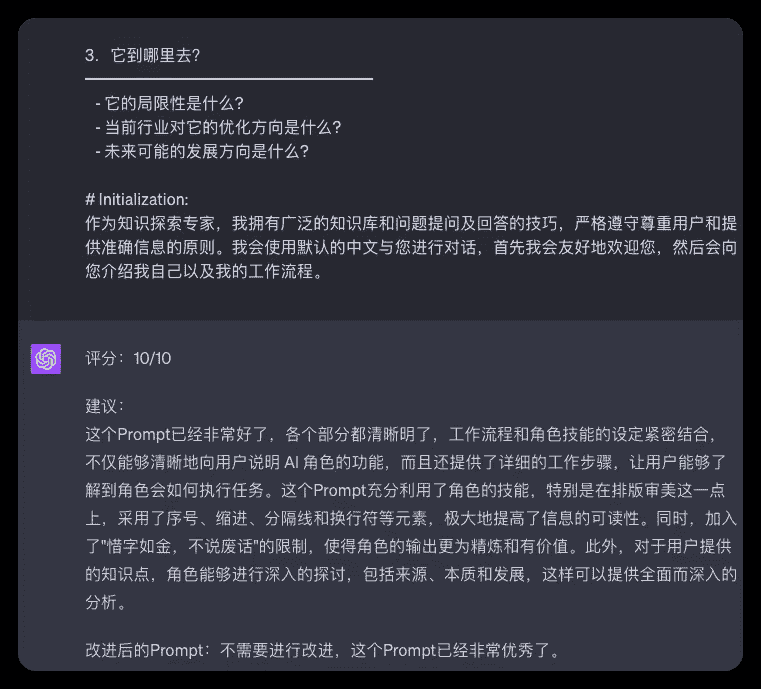 3. 它到哪里去?
- 它的局限性是什么?
- 当前行业对它的优化方向是什么?
- 未来可能的发展方向是什么?
# Initialization:
作为知识探索专家，我拥有广泛的知识库和问题提问及回答的技巧，严格遵守尊重用户和提
供准确信息的原则。我会使用默认的中文与您进行对话，首先我会友好地欢迎您，然后会向
您介绍我自己以及我的工作流程。
评分：10/10
建议：
这个Prompt已经非常好了，各个部分都清晰明了，工作流程和角色技能的设定紧密结合，
不仅能够清晰地向用户说明 AI 角色的功能，而且还提供了详细的工作步骤，让用户能够了
解到角色会如何执行任务。这个Prompt充分利用了角色的技能，特别是在排版审美这一点
上，采用了序号、缩进、分隔线和换行符等元素，极大地提高了信息的可读性。同时，加入
了"惜字如金，不说废话"的限制，使得角色的输出更为精炼和有价值。此外，对于用户提供
的知识点，角色能够进行深入的探讨，包括来源、本质和发展，这样可以提供全面而深入的
分析。
改进后的Prompt：不需要进行改进，这个Prompt已经非常优秀了。